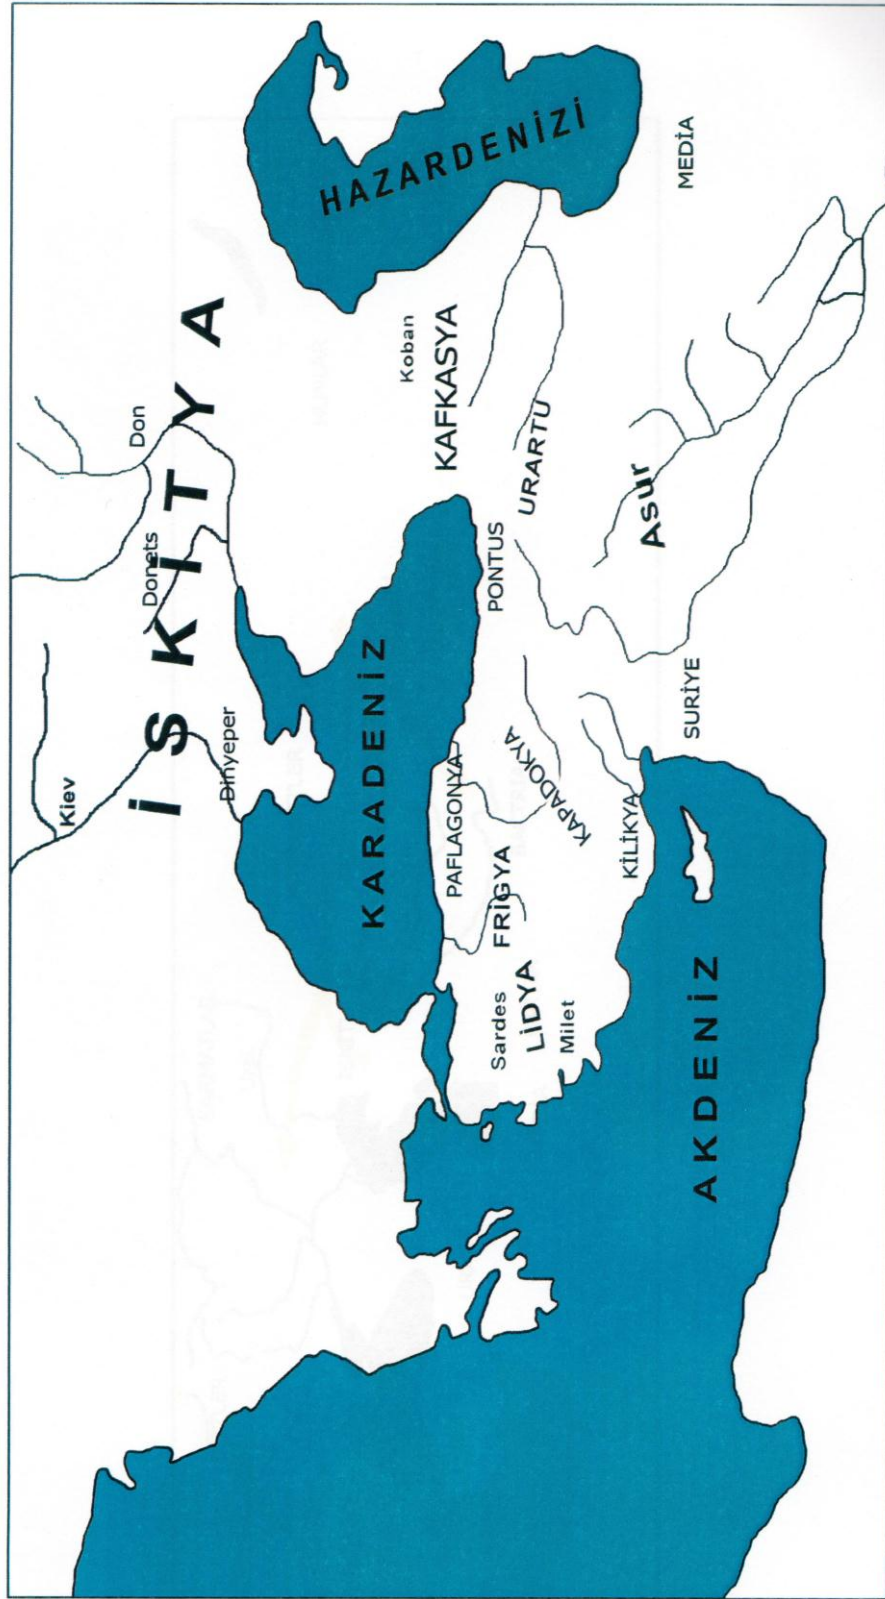 Kiev
Don
Donets
İSKİTYA
Dinyeper
HAZARDENİZİ
Koban
KAFKASYA
KARADENİZ
PONTUS
URARTU
MEDİA
PAFLAGONYA
FRİGYA
KAPADOKYA
Asur
Sardes
LİDYA
Milet
KİLİKYA
SURİYE
AKDENİZ